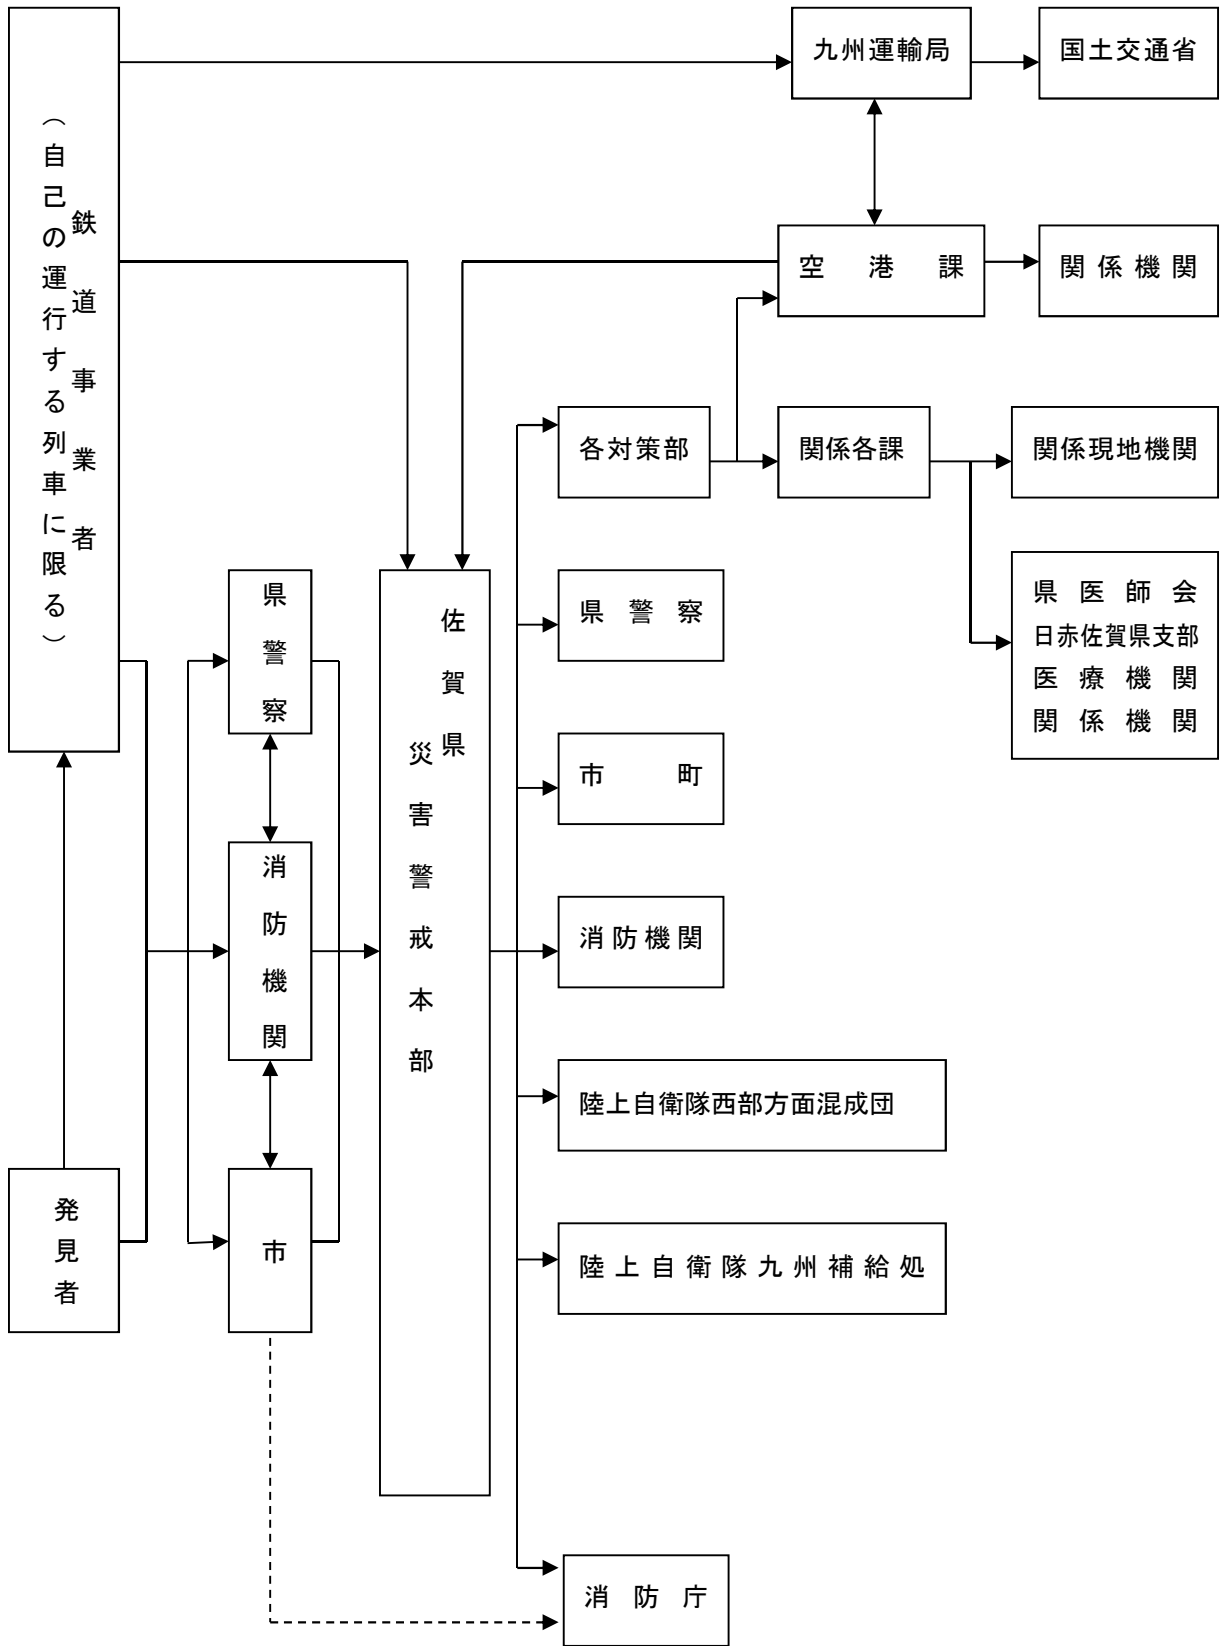 九州運輸局
国土交通省
鉄道事業者
（自己の運行する列車に限る）
空港課
関係機関
各対策部
関係各課
関係現地機関
県医師会
日赤佐賀県支部
医療機関
関係機関
県警察
佐賀県
災害警戒本部
県警察
市町
消防機関
消防機関
陸上自衛隊西部方面混成団
発見者
市
陸上自衛隊九州補給処
消防庁